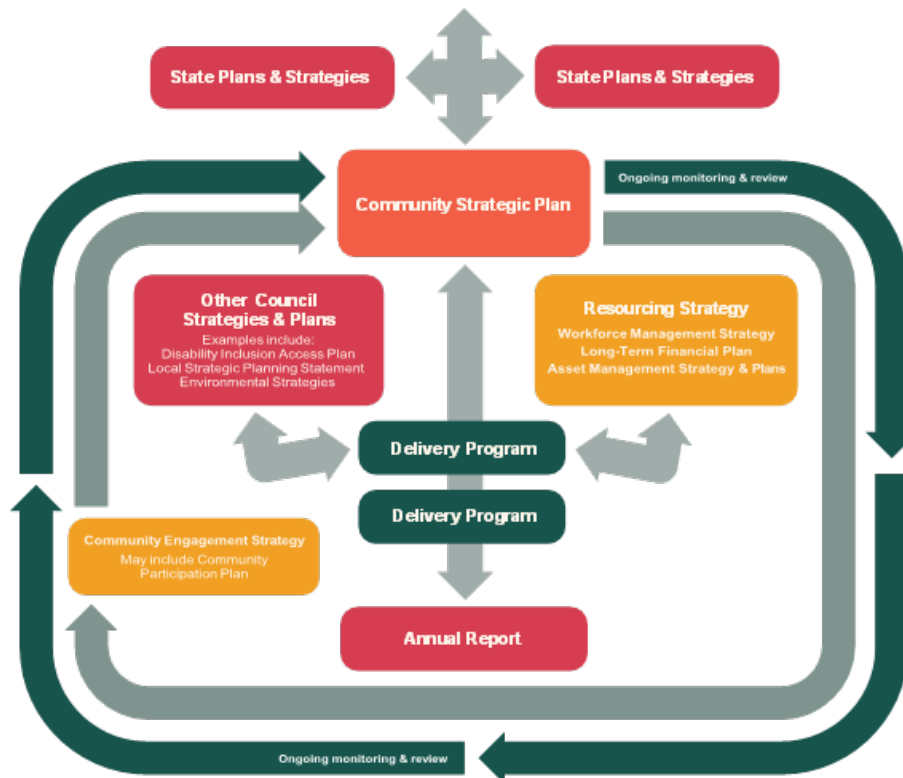 State Plans & Strategies
State Plans & Strategies
Community Strategic Plan
Ongoing monitoring & review
Other Council
Strategies & Plans
Examples include:
Disability Inclusion Access Plan
Local Strategic Planning Statement
Environmental Strategies
Resourcing Strategy
Workforce Management Strategy
Long-Term Financial Plan
Asset Management Strategy & Plans
Delivery Program
Delivery Program
Community Engagement Strategy
May include Community
Participation Plan
Annual Report
Ongoing monitoring & review